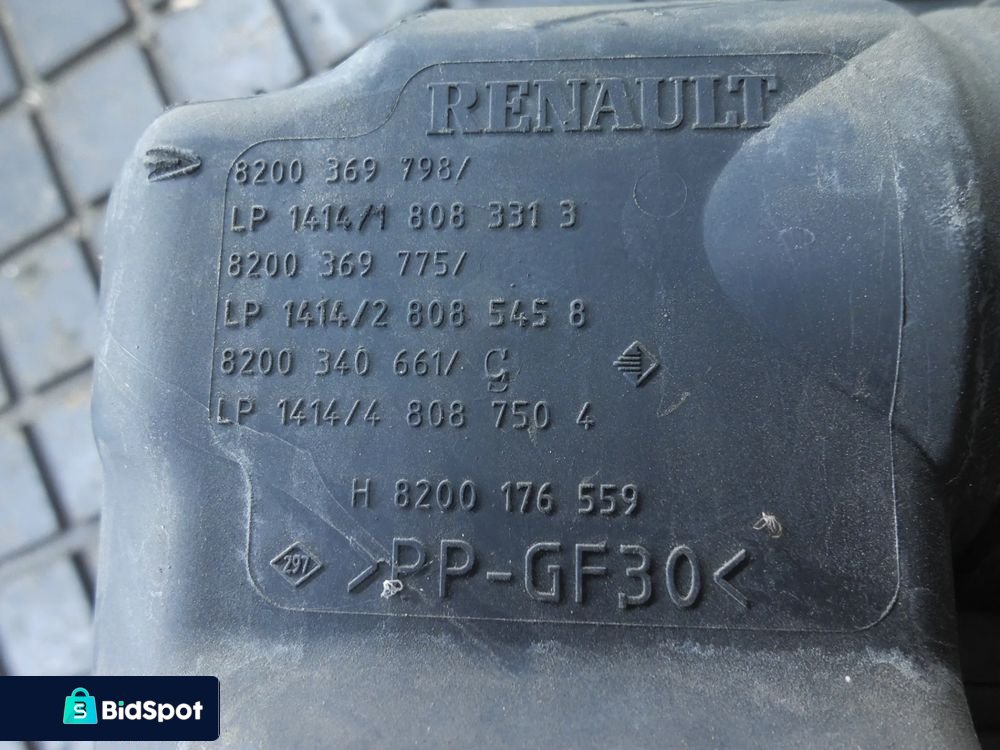 RENAULT
8200 369 798/
LP 1414/1 808 331 3
8200 369 775/
LP 1414/2 808 545 8
8200 340 661/ C
LP 1414/4 808 750 4
H 8200 176 559
297 >PP-GF30<
BidSpot